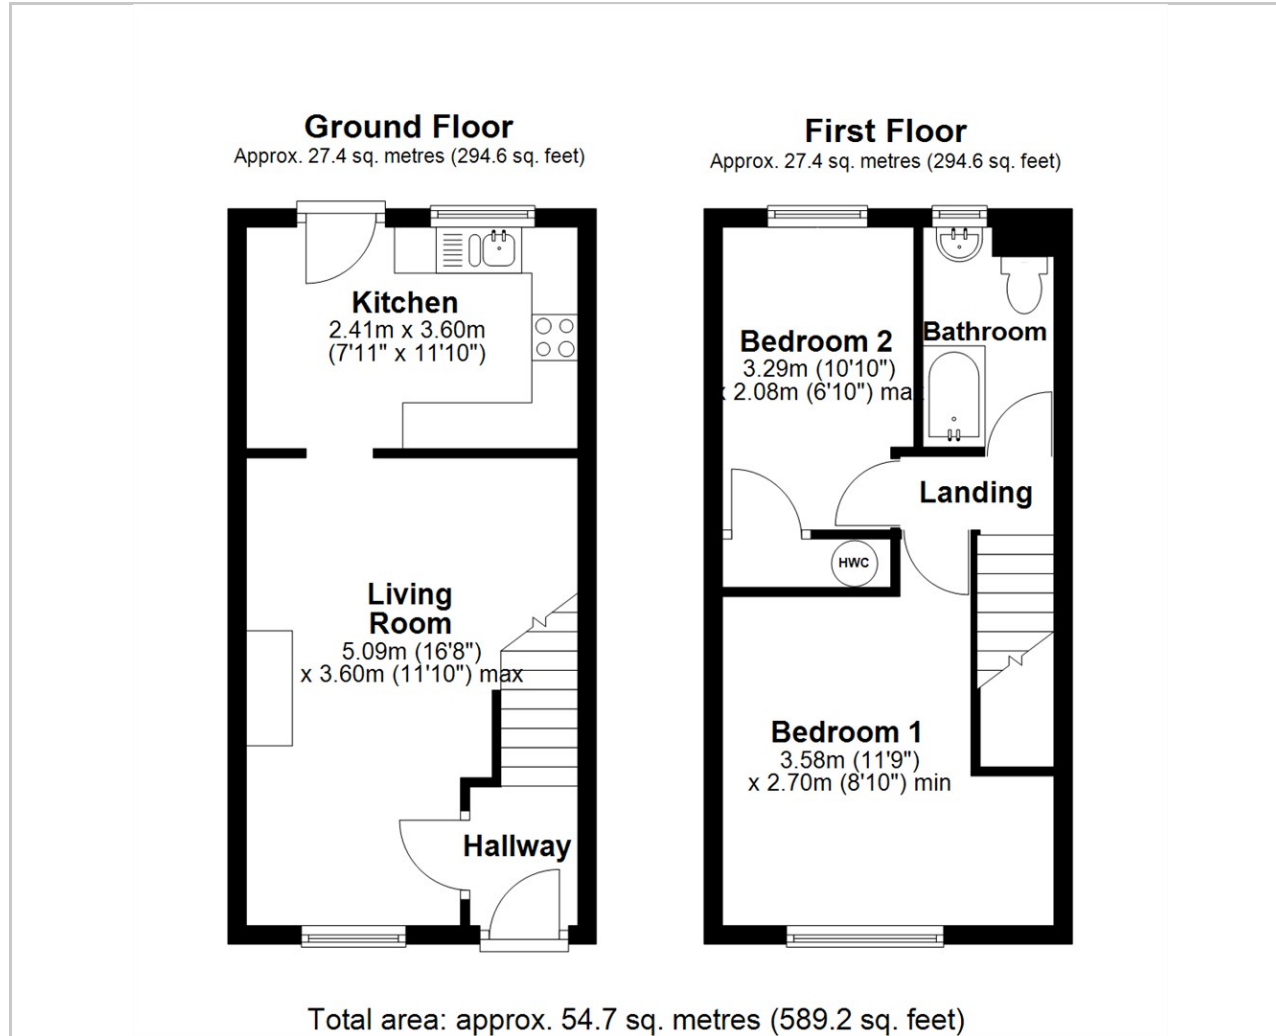 Ground Floor
Approx. 27.4 sq. metres (294.6 sq. feet)
Kitchen
2.41m x 3.60m
(7'11" x 11'10")
Living
Room
5.09m (16'8")
x 3.60m (11'10") max
Hallway
First Floor
Approx. 27.4 sq. metres (294.6 sq. feet)
Bedroom 2
3.29m (10'10")
x 2.08m (6'10") max
Bathroom
Landing
HWC
Bedroom 1
3.58m (11'9")
x 2.70m (8'10") min
Total area: approx. 54.7 sq. metres (589.2 sq. feet)